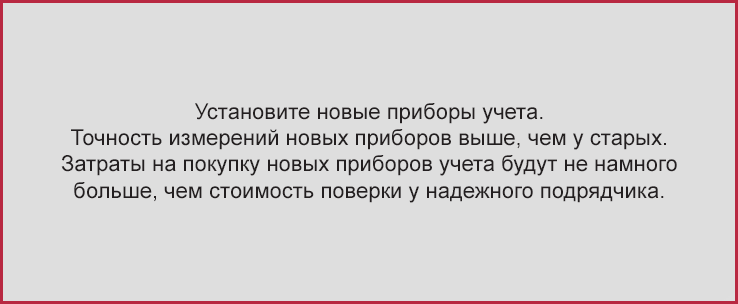 Установите новые приборы учета.
Точность измерений новых приборов выше, чем у старых.
Затраты на покупку новых приборов учета будут не намного
больше, чем стоимость поверки у надежного подрядчика.